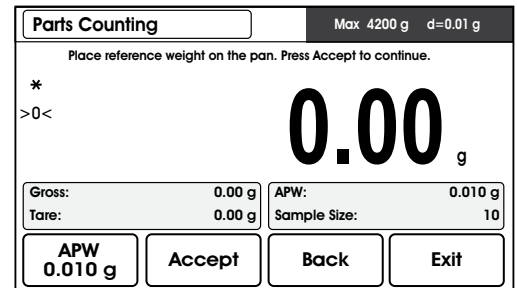 Parts Counting Max 4200 g d=0.01 g
Place reference weight on the pan. Press Accept to continue.
*
>0<
0.00 g
Gross: 0.00 g APW: 0.010 g
Tare: 0.00 g Sample Size: 10
APW
0.010 g
Accept
Back
Exit